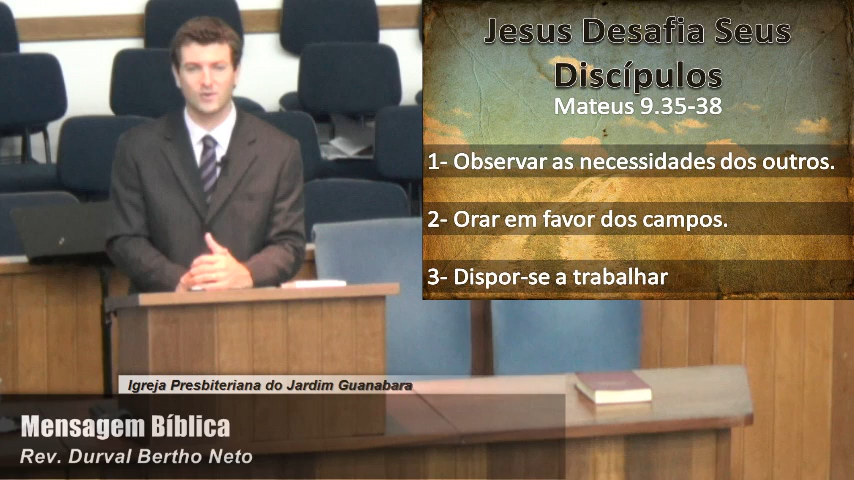 Jesus Desafia Seus
Discípulos
Mateus 9.35-38
1- Observar as necessidades dos outros.
2- Orar em favor dos campos.
3- Dispor-se a trabalhar
Igreja Presbiteriana do Jardim Guanabara
Mensagem Bíblica
Rev. Durval Bertho Neto